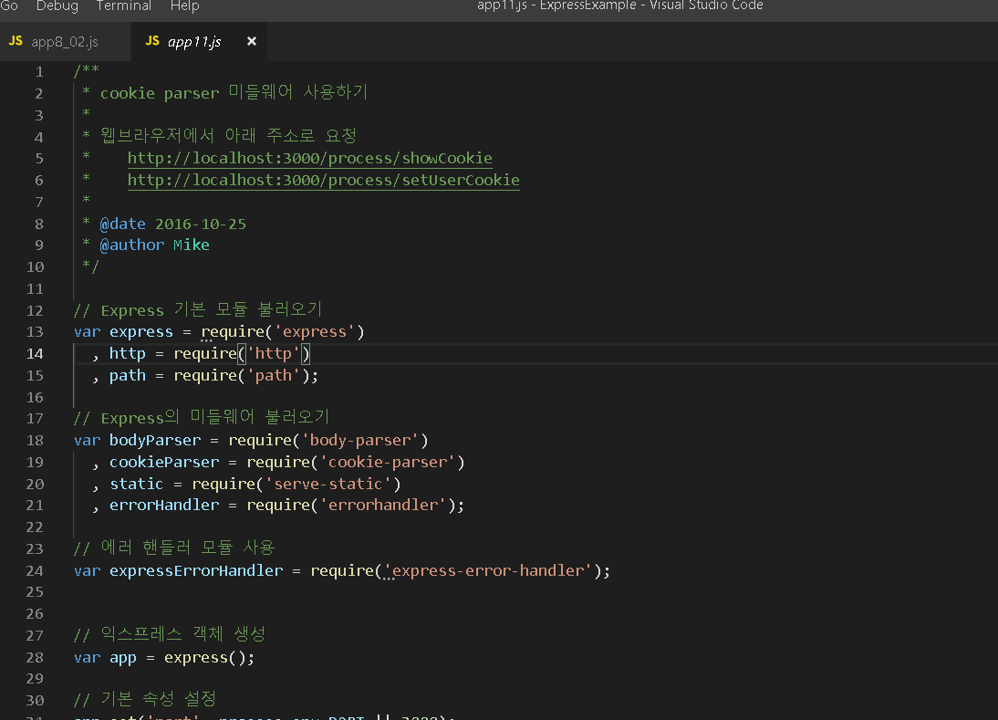 Go Debug Terminal Help app11.js - ExpressExample - Visual Studio Code
JS app8_02.js JS app11.js ×
1 /**
2 * cookie parser 미들웨어 사용하기
3 *
4 * 웹브라우저에서 아래 주소로 요청
5 * http://localhost:3000/process/showCookie
6 * http://localhost:3000/process/setUserCookie
7 *
8 * @date 2016-10-25
9 * @author Mike
10 */
11
12 // Express 기본 모듈 불러오기
13 var express = require('express')
14 , http = require('http')
15 , path = require('path');
16
17 // Express의 미들웨어 불러오기
18 var bodyParser = require('body-parser')
19 , cookieParser = require('cookie-parser')
20 , static = require('serve-static')
21 , errorHandler = require('errorhandler');
22
23 // 에러 핸들러 모듈 사용
24 var expressErrorHandler = require('express-error-handler');
25
26
27 // 익스프레스 객체 생성
28 var app = express();
29
30 // 기본 속성 설정
31 app.set('port', process.env.PORT || 3000);